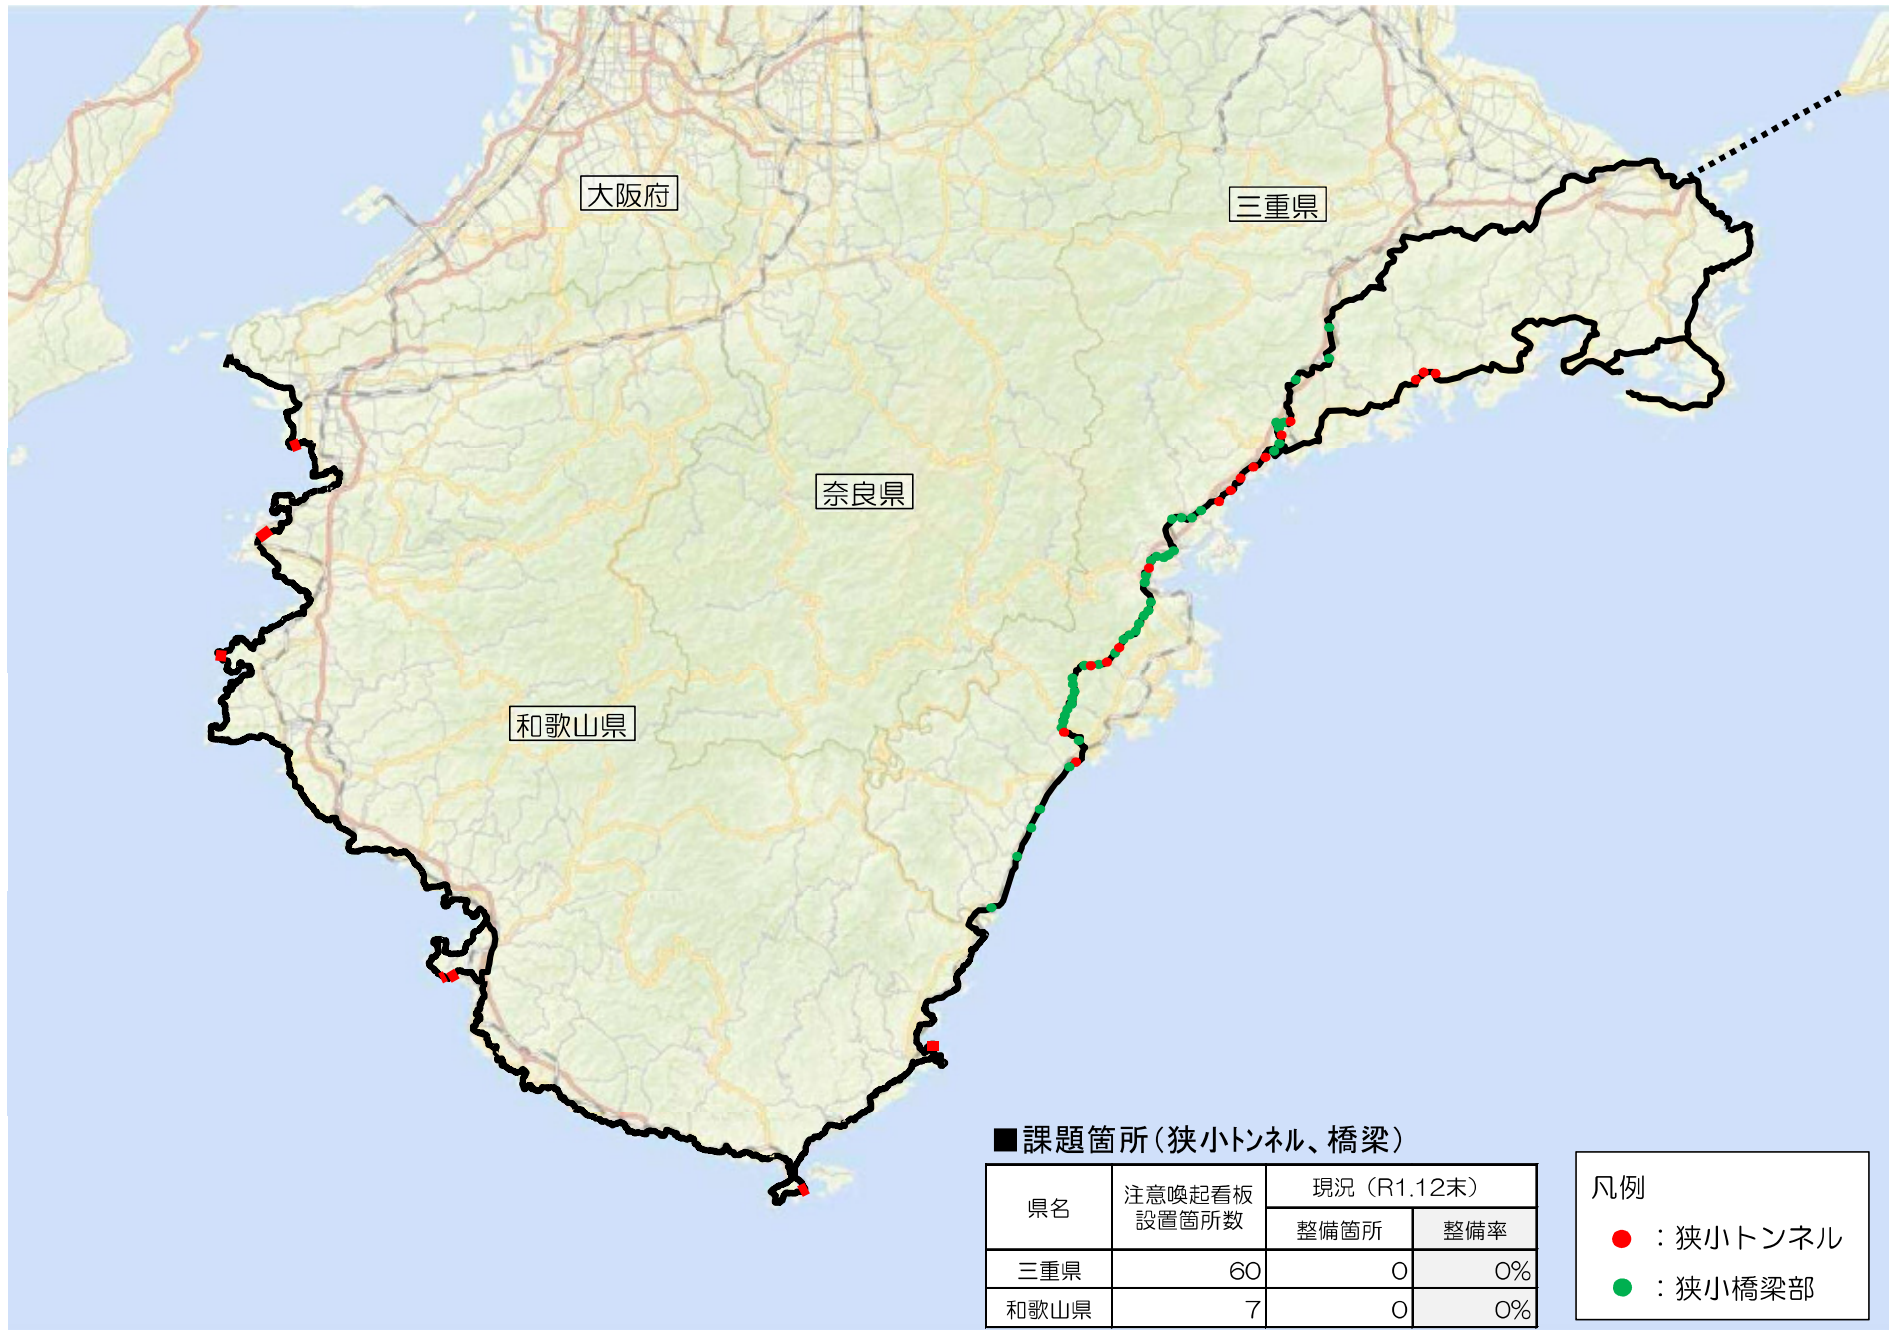 大阪府
三重県
奈良県
和歌山県
■課題箇所(狭小トンネル、橋梁)
県名
注意喚起看板
設置箇所数
現況(R1.12末)
整備箇所
整備率
三重県 60 0 0%
和歌山県 7 0 0%
凡例
:狭小トンネル
:狭小橋梁部